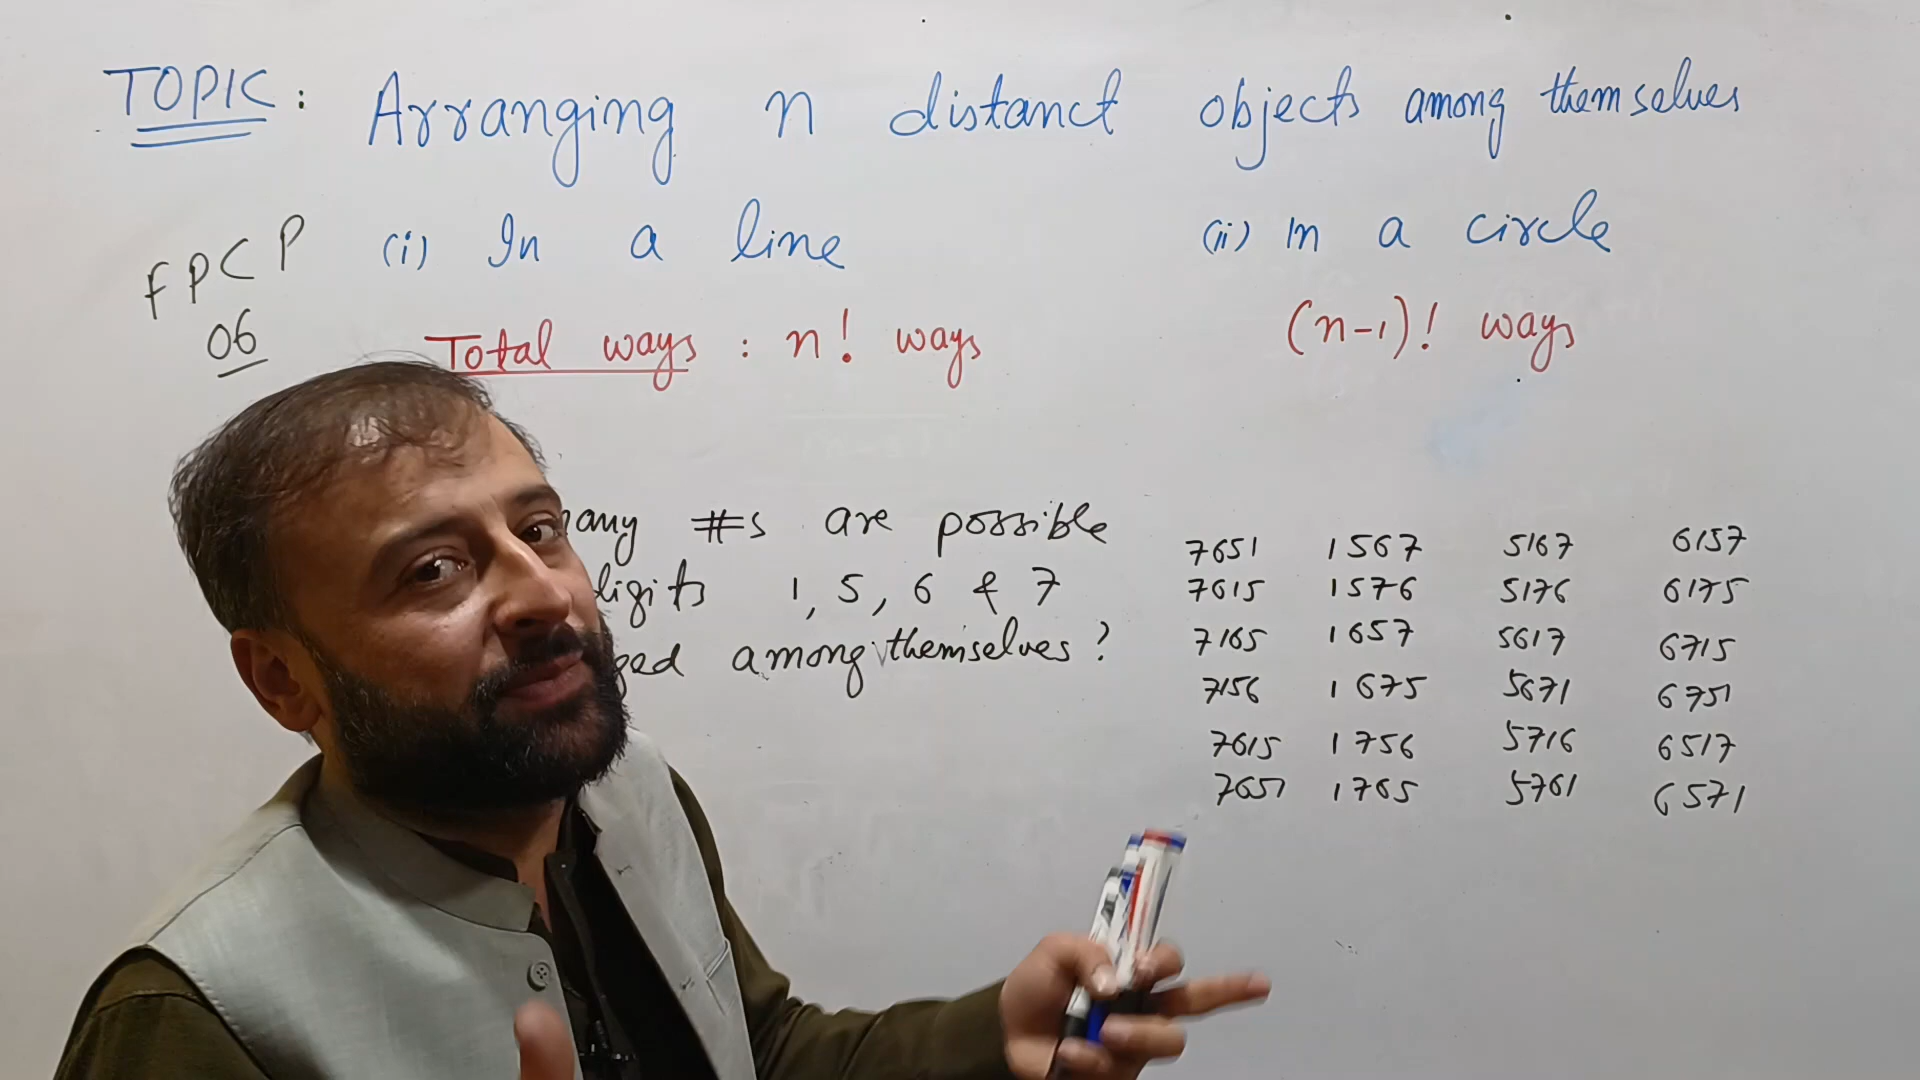 TOPIC : Arranging n distanct objects among themselves
FPCP
06
(i) In a line
(ii) In a circle
Total ways : n! ways
(n-1)! ways
#s are possible
1, 5, 6 & 7
among themselves?
7651 1567 5167 6157
7615 1576 5176 6175
7165 1657 5617 6715
7156 1675 5671 6751
7615 1756 5716 6517
7651 1765 5761 6571